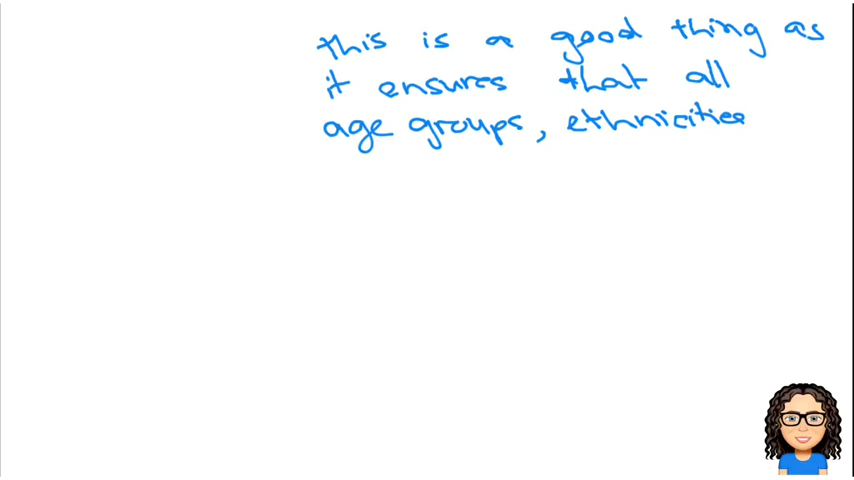 this is a good thing as
it ensures that all
age groups, ethnicities